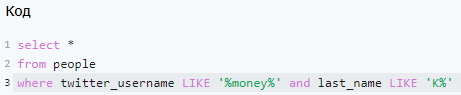 Код
1 select *
2 from people
3 where twitter_username LIKE '%money%' and last_name LIKE 'K%'